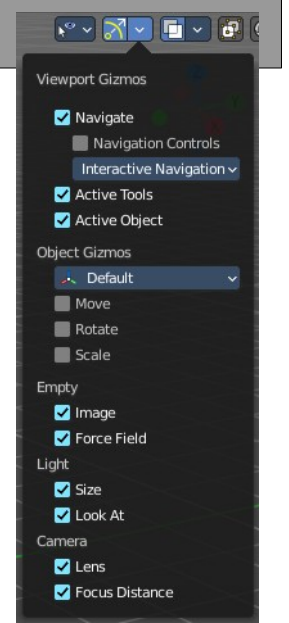 Viewport Gizmos
Navigate
Navigation Controls
Interactive Navigation
Active Tools
Active Object
Object Gizmos
Default
Move
Rotate
Scale
Empty
Image
Force Field
Light
Size
Look At
Camera
Lens
Focus Distance